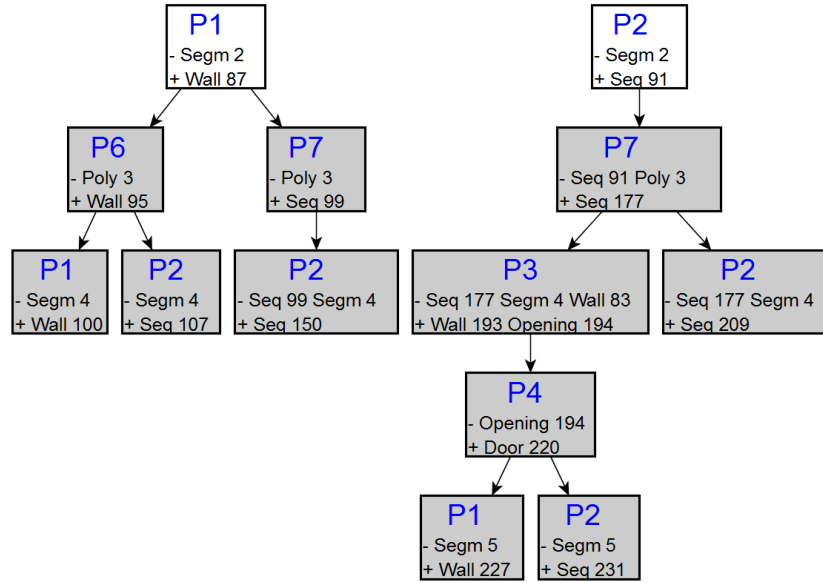 P1
- Segm 2
+ Wall 87
P2
- Segm 2
+ Seq 91
P6
- Poly 3
+ Wall 95
P7
- Poly 3
+ Seq 99
P7
- Seq 91 Poly 3
+ Seq 177
P1
- Segm 4
+ Wall 100
P2
- Segm 4
+ Seq 107
P2
- Seq 99 Segm 4
+ Seq 150
P3
- Seq 177 Segm 4 Wall 83
+ Wall 193 Opening 194
P2
- Seq 177 Segm 4
+ Seq 209
P4
- Opening 194
+ Door 220
P1
- Segm 5
+ Wall 227
P2
- Segm 5
+ Seq 231